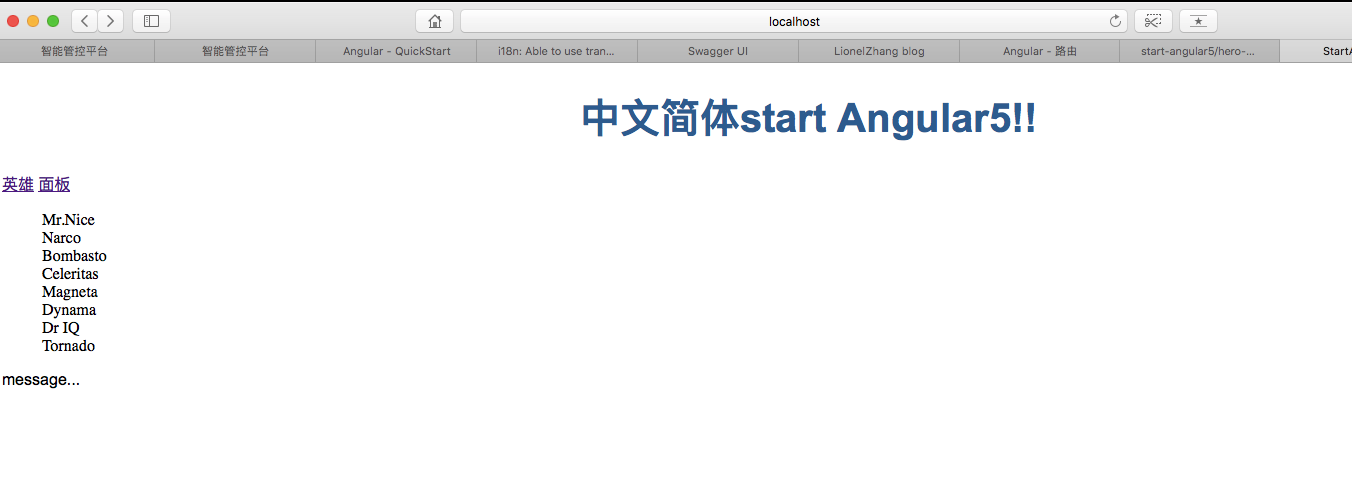 localhost
智能管控平台 智能管控平台 Angular - QuickStart i18n: Able to use tran... Swagger UI LionelZhang blog Angular - 路由 start-angular5/hero-... StartA
中文简体start Angular5!!
英雄 面板
Mr.Nice
Narco
Bombasto
Celeritas
Magneta
Dynama
Dr IQ
Tornado
message...